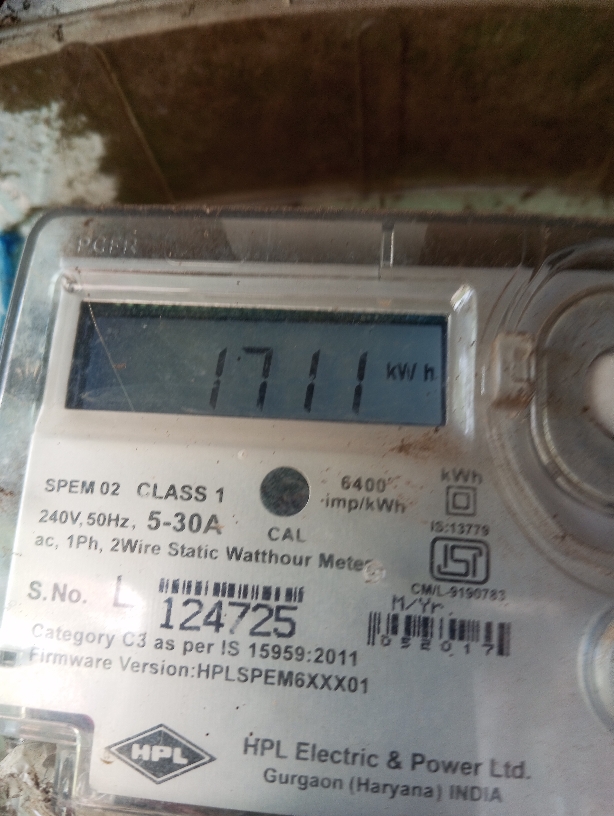 1711 kWh
SPEM 02 CLASS 1
6400 imp/kWh
kWh
240V, 50Hz, 5-30A
CAL
IS:13779
ac, 1Ph, 2Wire Static Watthour Meter
ISI
CM/L-9190783
S.No. L 124725
M/Yr.
052017
Category C3 as per IS 15959:2011
Firmware Version:HPLSPEM6XXX01
HPL
HPL Electric & Power Ltd.
Gurgaon (Haryana) INDIA